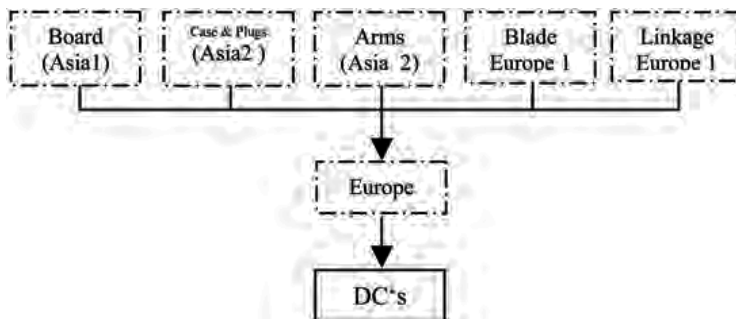 Board
(Asia1)
Case & Plugs
(Asia2 )
Arms
(Asia 2)
Blade
Europe 1
Linkage
Europe 1
Europe
DC‘s